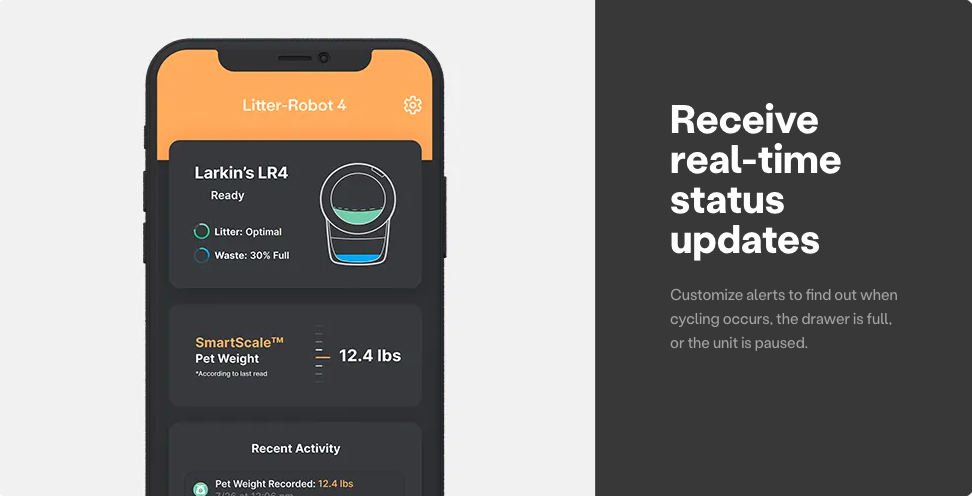 Litter-Robot 4
Larkin's LR4
Ready
Litter: Optimal
Waste: 30% Full
SmartScale™
Pet Weight
*According to last read
12.4 lbs
Recent Activity
Pet Weight Recorded: 12.4 lbs
Receive
real-time
status
updates
Customize alerts to find out when
cycling occurs, the drawer is full,
or the unit is paused.